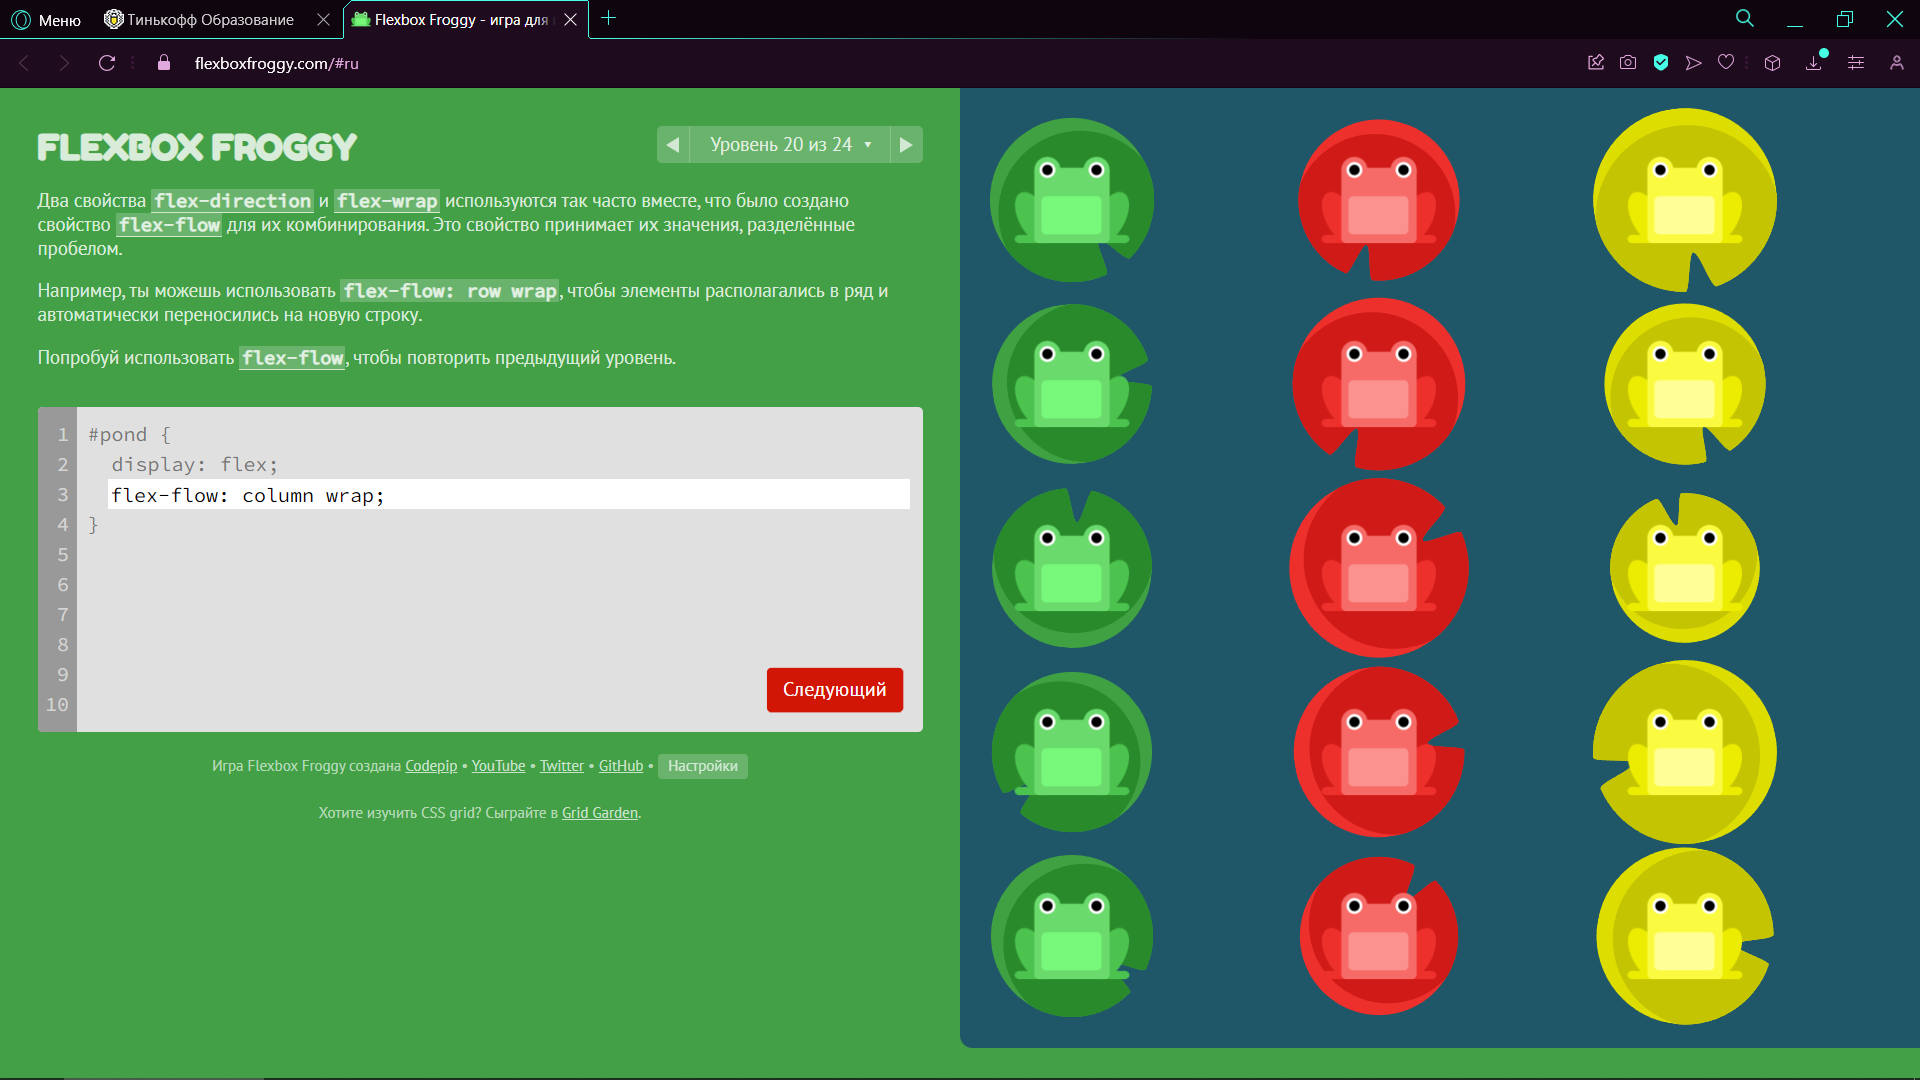 Меню
Тинькофф Образование
Flexbox Froggy - игра для
flexboxfroggy.com/#ru
FLEXBOX FROGGY
Уровень 20 из 24
Два свойства flex-direction и flex-wrap используются так часто вместе, что было создано
свойство flex-flow для их комбинирования. Это свойство принимает их значения, разделённые
пробелом.
Например, ты можешь использовать flex-flow: row wrap, чтобы элементы располагались в ряд и
автоматически переносились на новую строку.
Попробуй использовать flex-flow, чтобы повторить предыдущий уровень.
1 #pond {
2 display: flex;
3 flex-flow: column wrap;
4 }
5
6
7
8
9
10
Следующий
Игра Flexbox Froggy создана Codepip • YouTube • Twitter • GitHub • Настройки
Хотите изучить CSS grid? Сыграйте в Grid Garden.